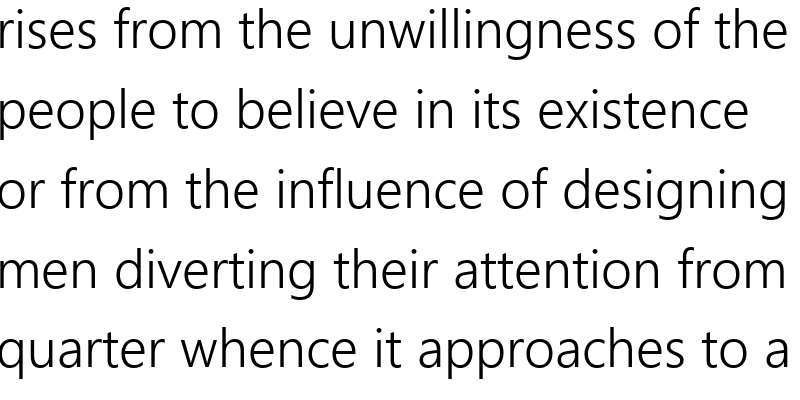 rises from the unwillingness of the
people to believe in its existence
or from the influence of designing
men diverting their attention from
quarter whence it approaches to a